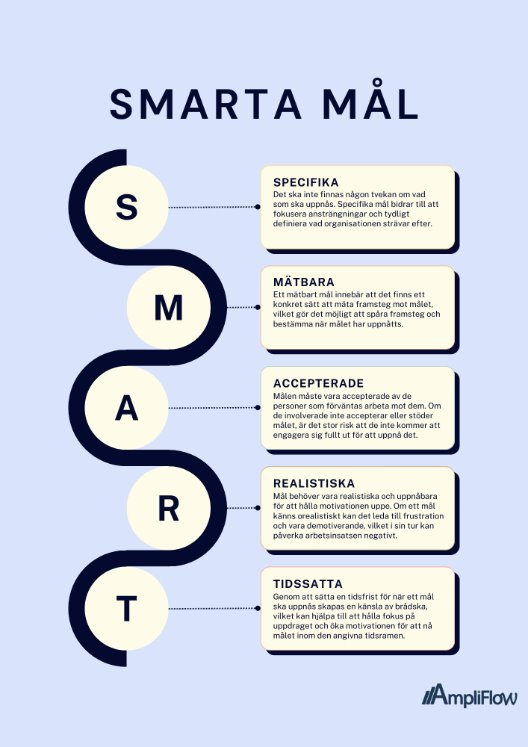 SMARTA MÅL
S
SPECIFIKA
Det ska inte finnas någon tvekan om vad
som ska uppnås. Specifika mål bidrar till att
fokusera ansträngningar och tydligt
definiera vad organisationen strävar efter.
M
MÄTBARA
Ett mätbart mål innebär att det finns ett
konkret sätt att mäta framsteg mot målet,
vilket gör det möjligt att spåra framsteg och
bestämma när målet har uppnåtts.
A
ACCEPTERADE
Målen måste vara accepterade av de
personer som förväntas arbeta mot dem. Om
de involverade inte accepterar eller stöder
målet, är det stor risk att de inte kommer att
engagera sig fullt ut för att uppnå det.
R
REALISTISKA
Mål behöver vara realistiska och uppnåbara
för att hålla motivationen uppe. Om ett mål
känns orealistiskt kan det leda till frustration
och vara demotiverande, vilket i sin tur kan
påverka arbetsinsatsen negativt.
T
TIDSSATTA
Genom att sätta en tidsfrist för när ett mål
ska uppnås skapas en känsla av brådska,
vilket kan hjälpa till att hålla fokus på
uppdraget och öka motivationen för att nå
målet inom den angivna tidsramen.
AmpliFlow